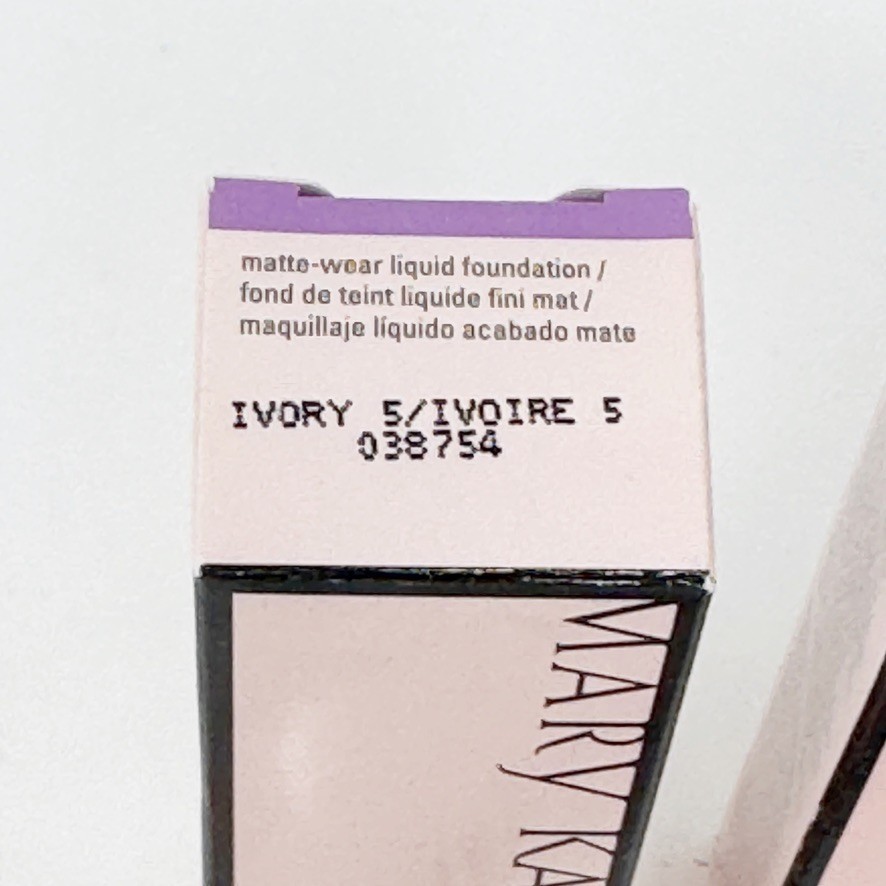 matte-wear liquid foundation /
fond de teint liquide fini mat /
maquillaje líquido acabado mate
IVORY 5/IVOIRE 5
038754
MARY KA